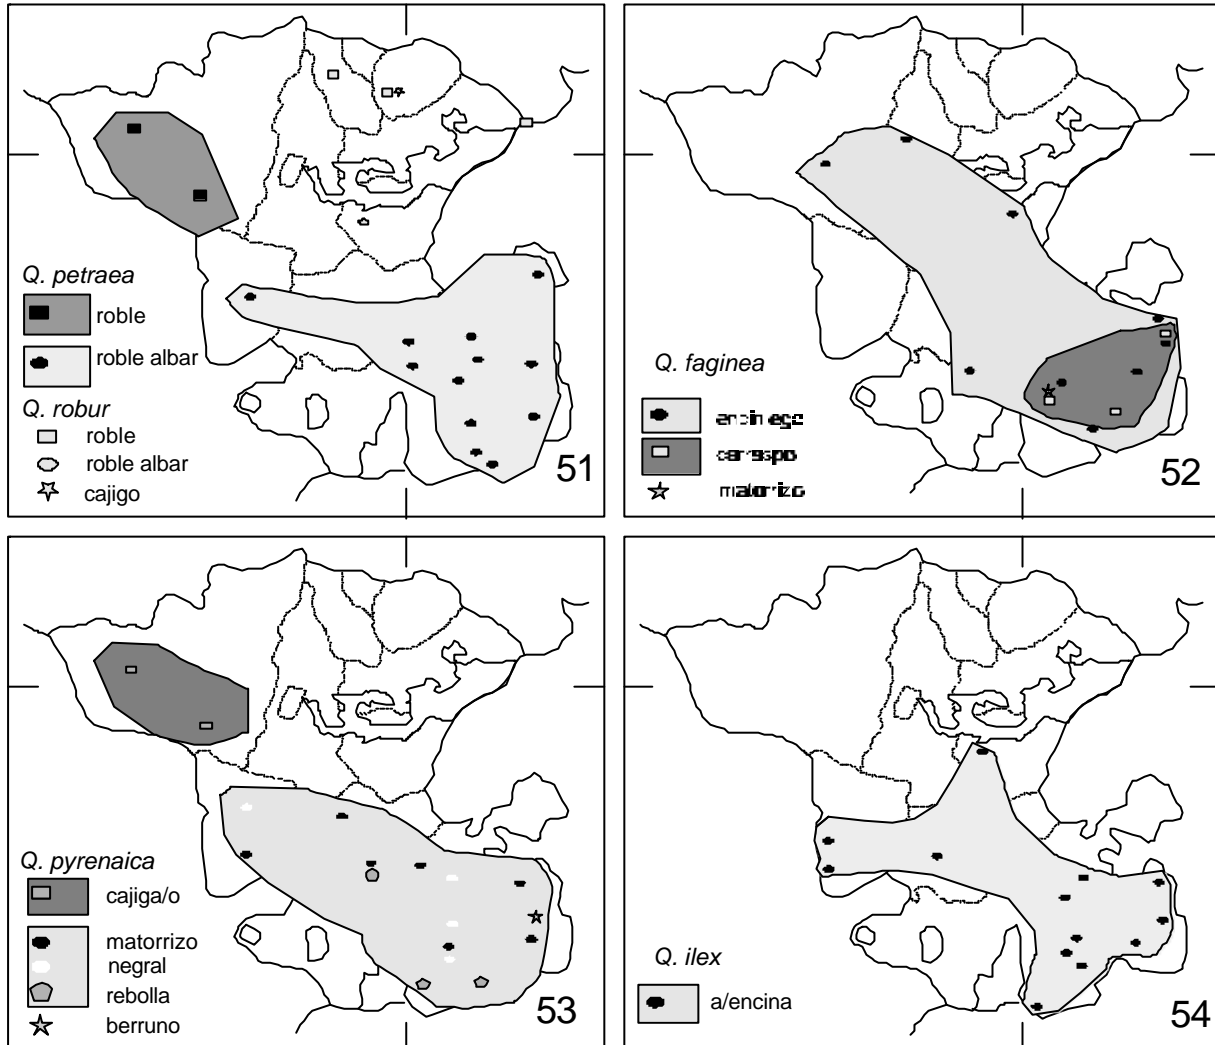 Q. petraea
roble
roble albar
Q. robur
roble
roble albar
cajigo
51
Q. faginea
matorrizo
52
Q. pyrenaica
cajiga/o
matorrizo
negral
rebolla
berruno
53
Q. ilex
a/encina
54